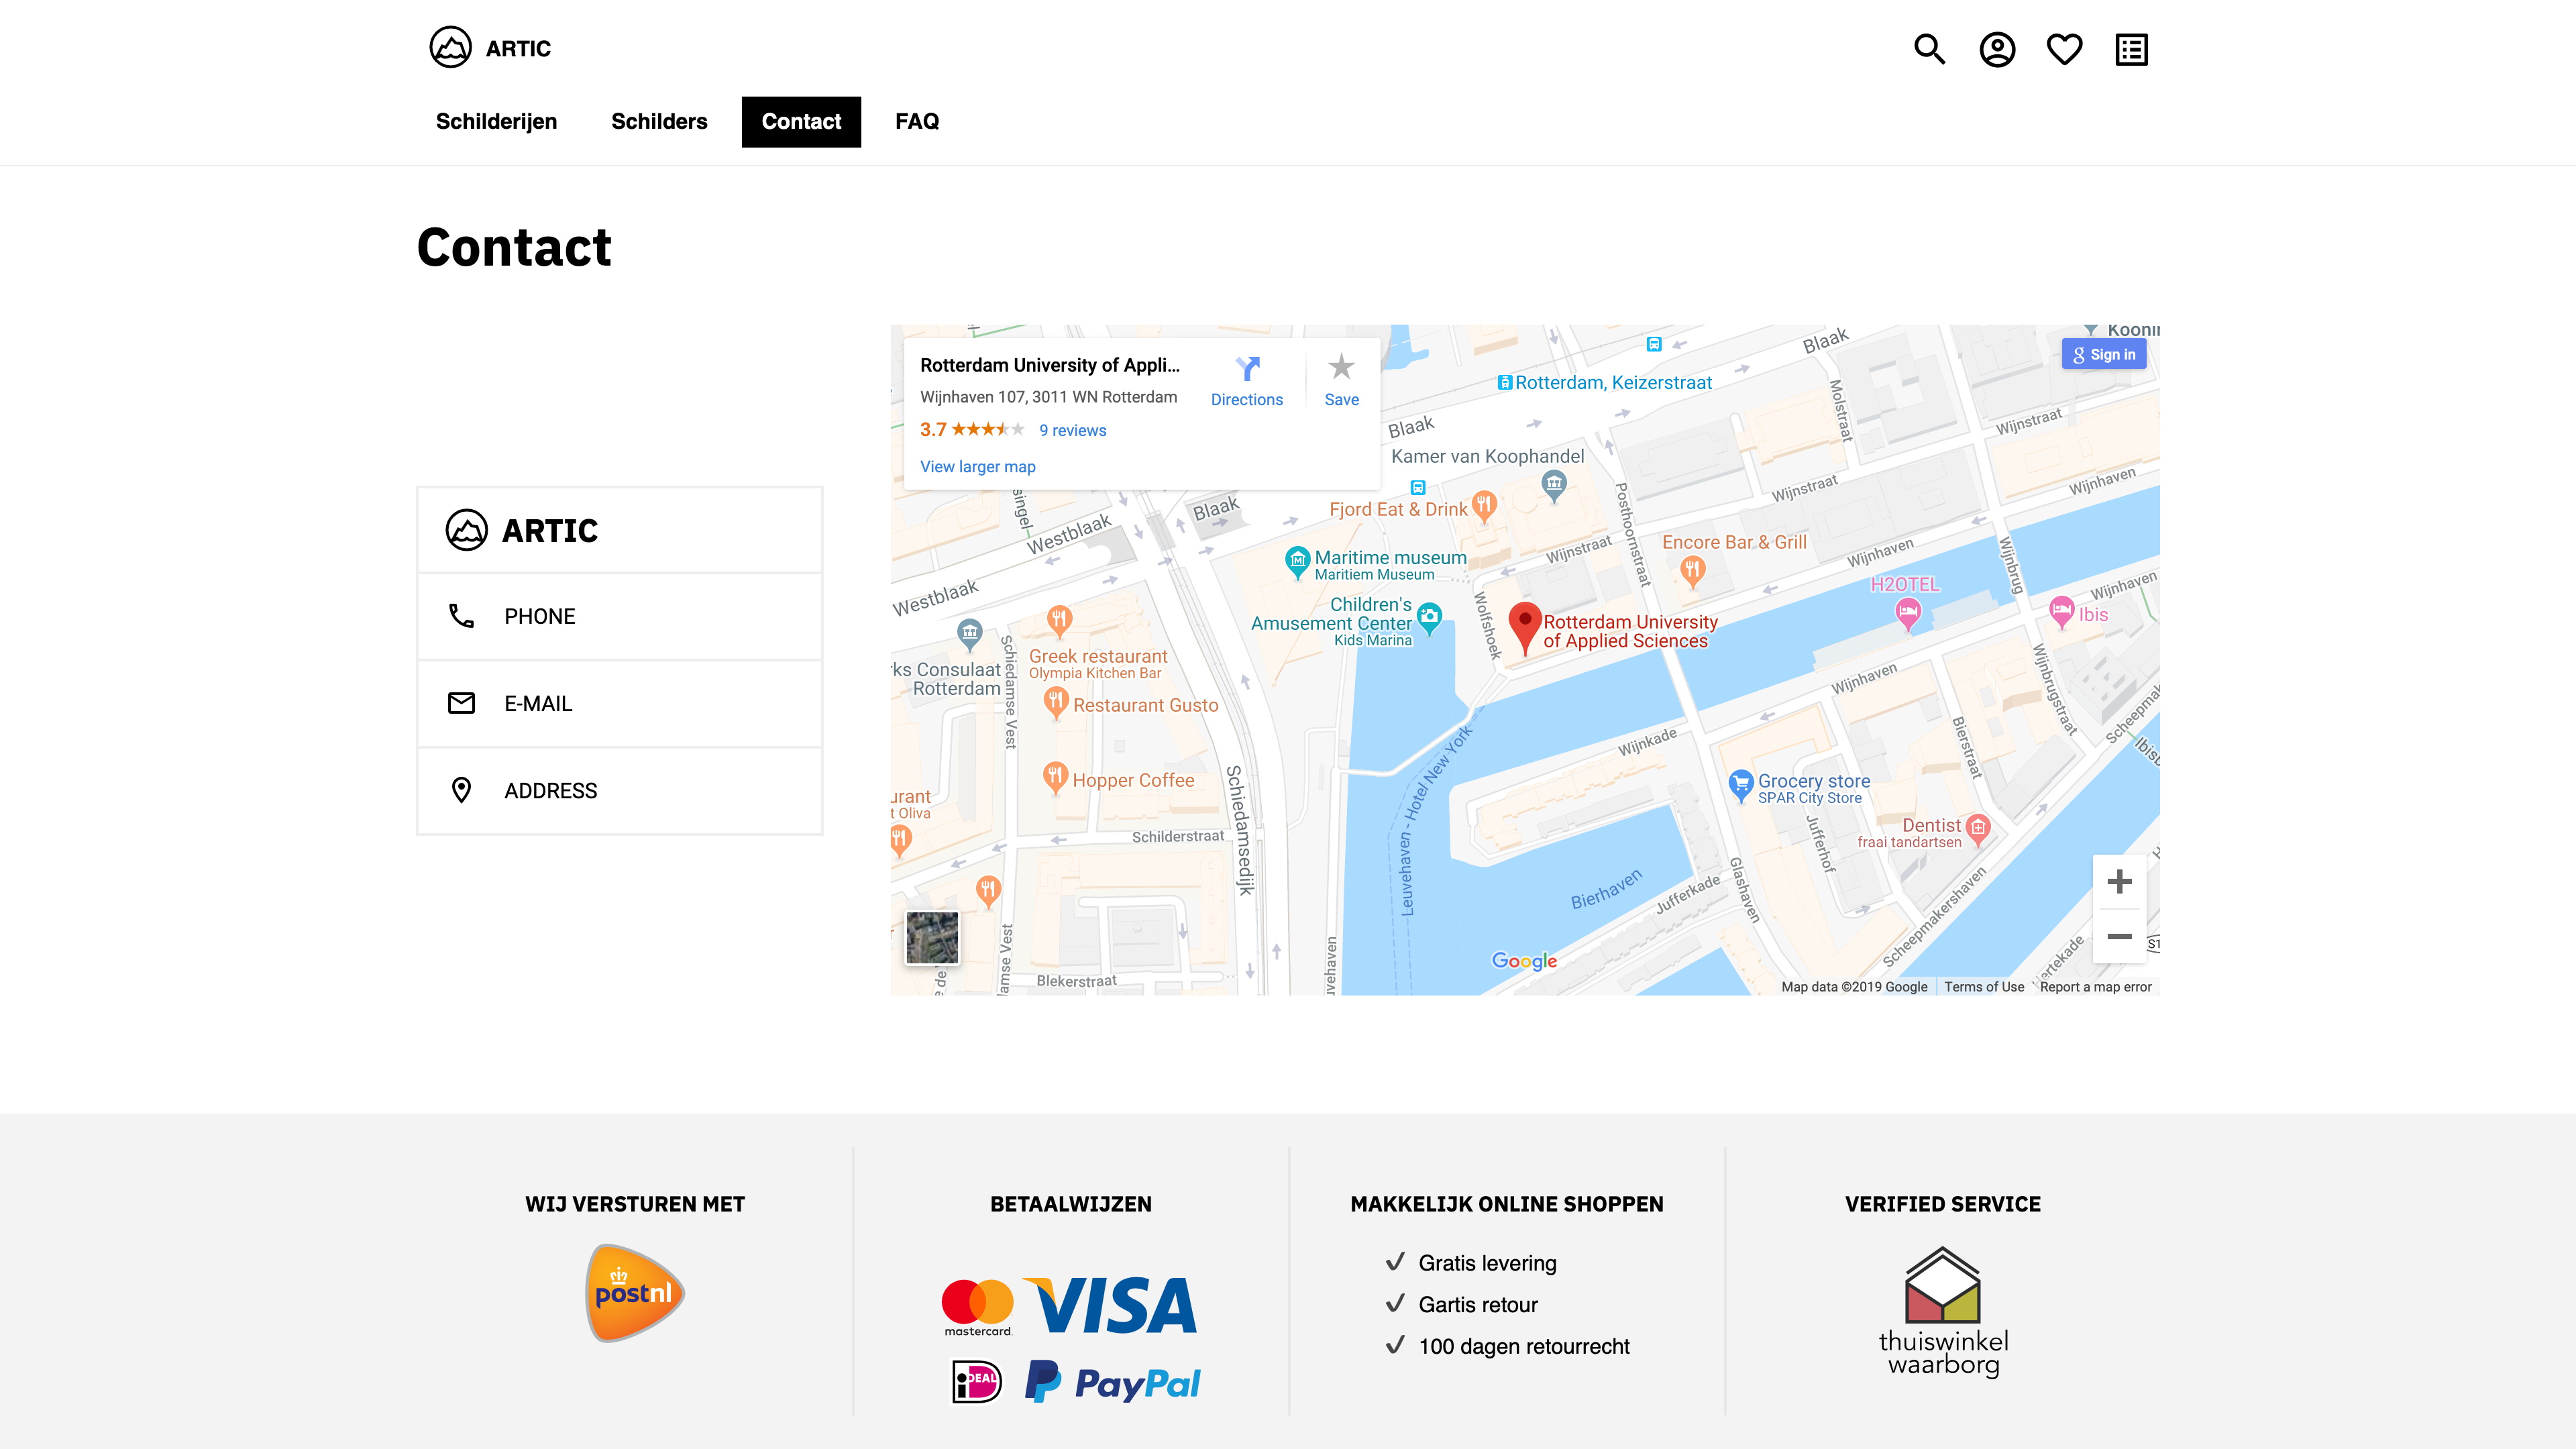 ARTIC
Schilderijen
Schilders
Contact
FAQ
Contact
ARTIC
PHONE
E-MAIL
ADDRESS
Rotterdam University of Appli...
Wijnhaven 107, 3011 WN Rotterdam
3.7
9 reviews
View larger map
Directions
Save
Sign in
Rotterdam, Keizerstraat
Blaak
Blaak
Blaak
Molstraat
Wijnstraat
Wijnstraat
Wijnstraat
Wijnhaven
Wijnhaven
Wijnhaven
Wijnhaven
Kamer van Koophandel
Fjord Eat & Drink
Posthoornstraat
Encore Bar & Grill
singel
Westblaak
Westblaak
Maritime museum
Maritiem Museum
Children's
Amusement Center
Kids Marina
Wolfshoek
Rotterdam University
of Applied Sciences
H2OTEL
Wijnbrug
Ibis
Wijnbrugstraat
ks Consulaat
Rotterdam
Schiedamse Vest
Greek restaurant
Olympia Kitchen Bar
Restaurant Gusto
Hopper Coffee
Schiedamsedijk
Schilderstraat
urant
t Oliva
Leuvehaven - Hotel New York
Wijnkade
Bierstraat
Scheepmak
Grocery store
SPAR City Store
Jufferhof
Dentist
fraai tandartsen
Glashaven
Bierhaven
Jufferkade
Scheepmakershaven
ertekade
Blekerstraat
amse Vest
e de
uvehaven
S1
Google
Map data ©2019 Google
Terms of Use
Report a map error
WIJ VERSTUREN MET
postnl
BETAALWIJZEN
mastercard
VISA
iDEAL
PayPal
MAKKELIJK ONLINE SHOPPEN
Gratis levering
Gartis retour
100 dagen retourrecht
VERIFIED SERVICE
thuiswinkel
waarborg